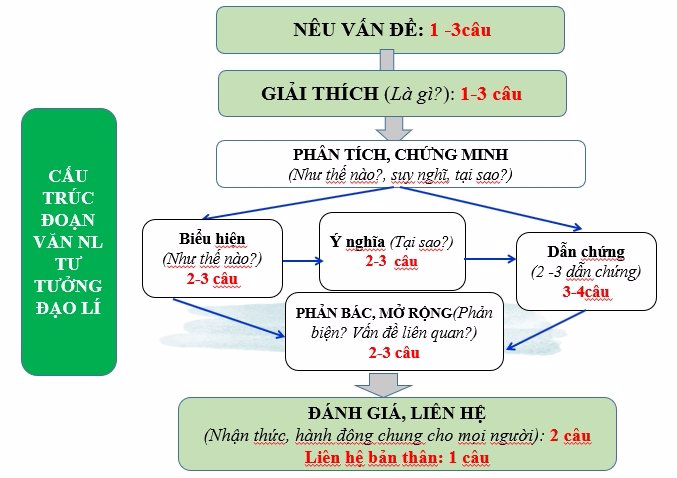 NÊU VẤN ĐỀ: 1 -3câu
GIẢI THÍCH (Là gì?): 1-3 câu
PHÂN TÍCH, CHỨNG MINH
(Như thế nào?, suy nghĩ, tại sao?)
CẤU
TRÚC
ĐOẠN
VĂN NL
TƯ
TƯỞNG
ĐẠO LÍ
Biểu hiện
(Như thế nào?)
2-3 câu
Ý nghĩa (Tại sao?)
2-3 câu
Dẫn chứng
(2 -3 dẫn chứng)
3-4câu
PHẢN BÁC, MỞ RỘNG(Phản
biện? Vấn đề liên quan?)
2-3 câu
ĐÁNH GIÁ, LIÊN HỆ
(Nhận thức, hành động chung cho mọi người): 2 câu
Liên hệ bản thân: 1 câu